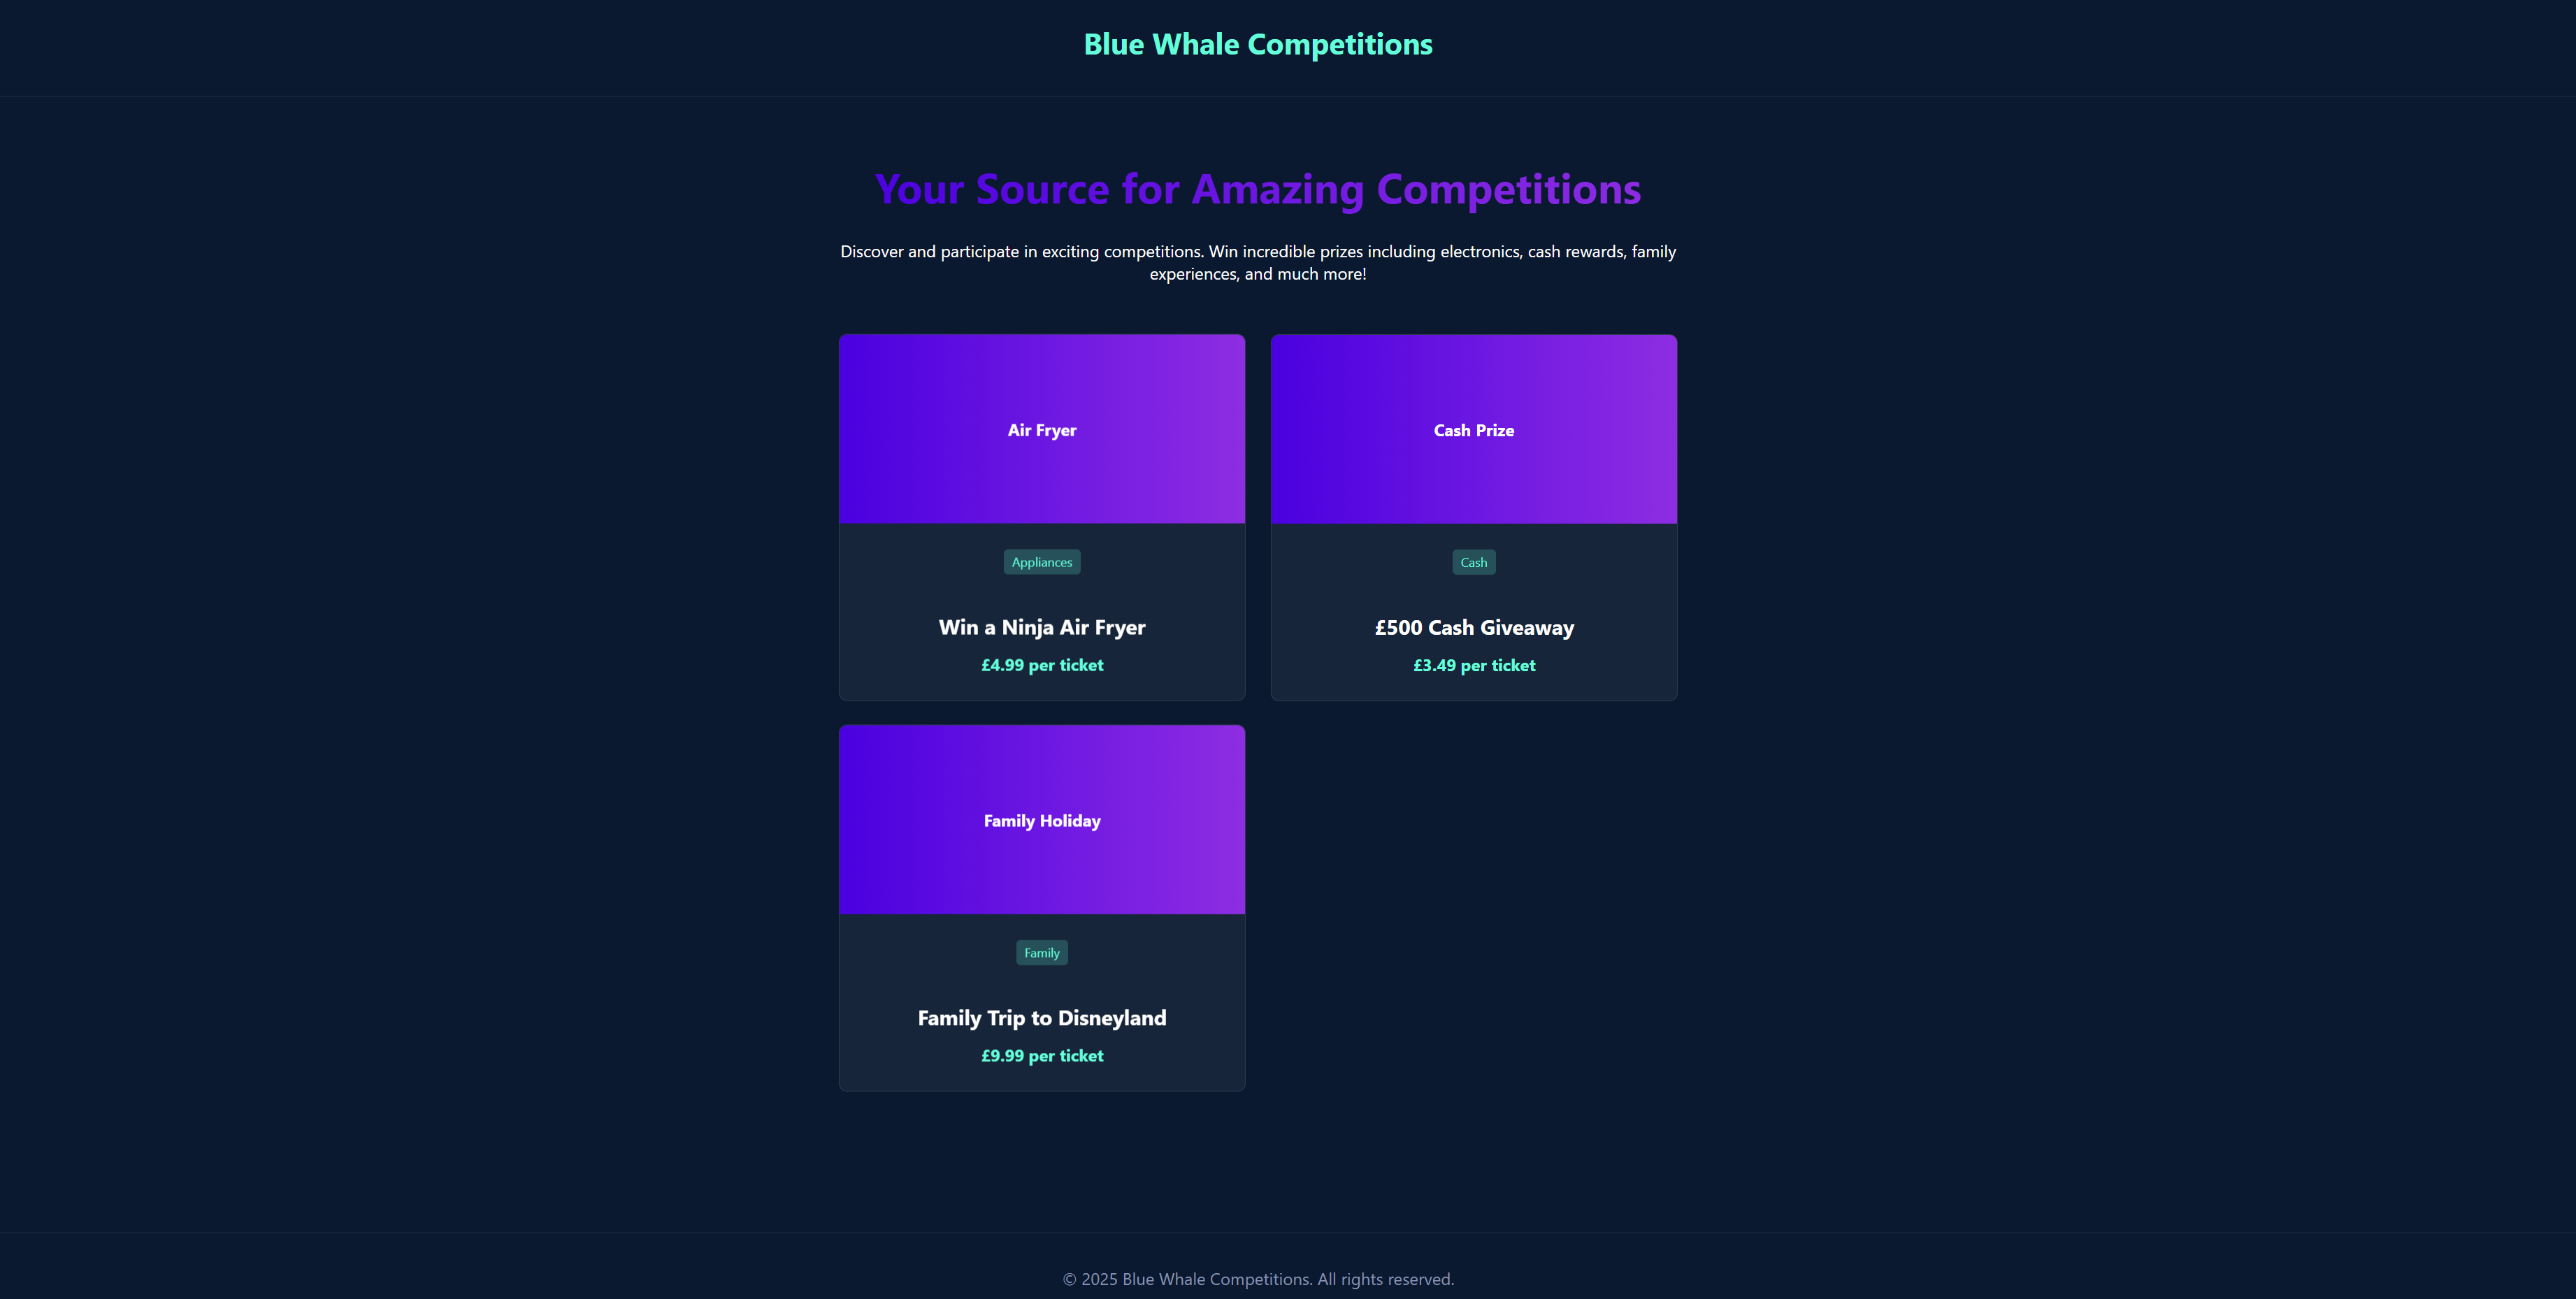 Blue Whale Competitions
Your Source for Amazing Competitions
Discover and participate in exciting competitions. Win incredible prizes including electronics, cash rewards, family
experiences, and much more!
Air Fryer
Appliances
Win a Ninja Air Fryer
£4.99 per ticket
Cash Prize
Cash
£500 Cash Giveaway
£3.49 per ticket
Family Holiday
Family
Family Trip to Disneyland
£9.99 per ticket
© 2025 Blue Whale Competitions. All rights reserved.